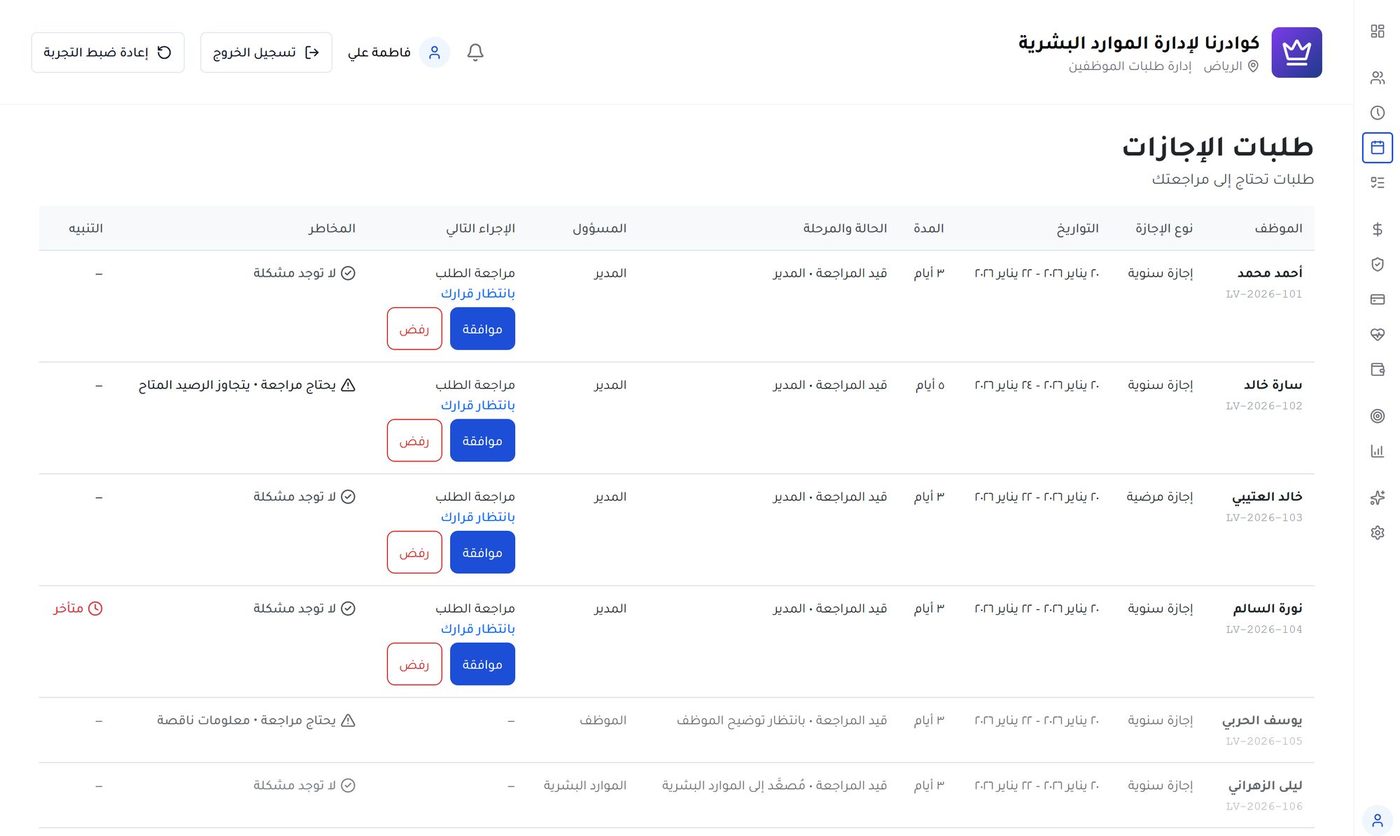 كوادرنا لإدارة الموارد البشرية
الرياض إدارة طلبات الموظفين
فاطمة علي
تسجيل الخروج
إعادة ضبط التجربة
طلبات الإجازات
طلبات تحتاج إلى مراجعتك
الموظف نوع الإجازة التواريخ المدة الحالة والمرحلة المسؤول الإجراء التالي المخاطر التنبيه
أحمد محمد إجازة سنوية ٢٠ يناير ٢٠٢٦ - ٢٢ يناير ٢٠٢٦ ٣ أيام قيد المراجعة • المدير المدير مراجعة الطلب لا توجد مشكلة –
LV-2026-101 بانتظار قرارك
موافقة رفض
سارة خالد إجازة سنوية ٢٠ يناير ٢٠٢٦ - ٢٤ يناير ٢٠٢٦ ٥ أيام قيد المراجعة • المدير المدير مراجعة الطلب يحتاج مراجعة • يتجاوز الرصيد المتاح –
LV-2026-102 بانتظار قرارك
موافقة رفض
خالد العتيبي إجازة مرضية ٢٠ يناير ٢٠٢٦ - ٢٢ يناير ٢٠٢٦ ٣ أيام قيد المراجعة • المدير المدير مراجعة الطلب لا توجد مشكلة –
LV-2026-103 بانتظار قرارك
موافقة رفض
نورة السالم إجازة سنوية ٢٠ يناير ٢٠٢٦ - ٢٢ يناير ٢٠٢٦ ٣ أيام قيد المراجعة • المدير المدير مراجعة الطلب لا توجد مشكلة متأخر
LV-2026-104 بانتظار قرارك
موافقة رفض
يوسف الحربي إجازة سنوية ٢٠ يناير ٢٠٢٦ - ٢٢ يناير ٢٠٢٦ ٣ أيام قيد المراجعة • بانتظار توضيح الموظف الموظف – يحتاج مراجعة • معلومات ناقصة –
LV-2026-105
ليلى الزهراني إجازة سنوية ٢٠ يناير ٢٠٢٦ - ٢٢ يناير ٢٠٢٦ ٣ أيام قيد المراجعة • مُصعَّد إلى الموارد البشرية الموارد البشرية – لا توجد مشكلة –
LV-2026-106